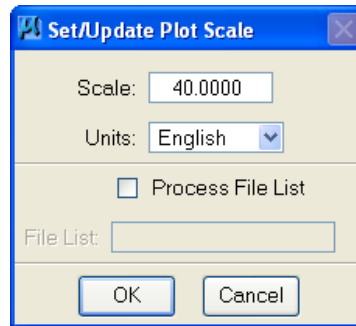 Set/Update Plot Scale
Scale: 40.0000
Units: English
Process File List
File List:
OK Cancel